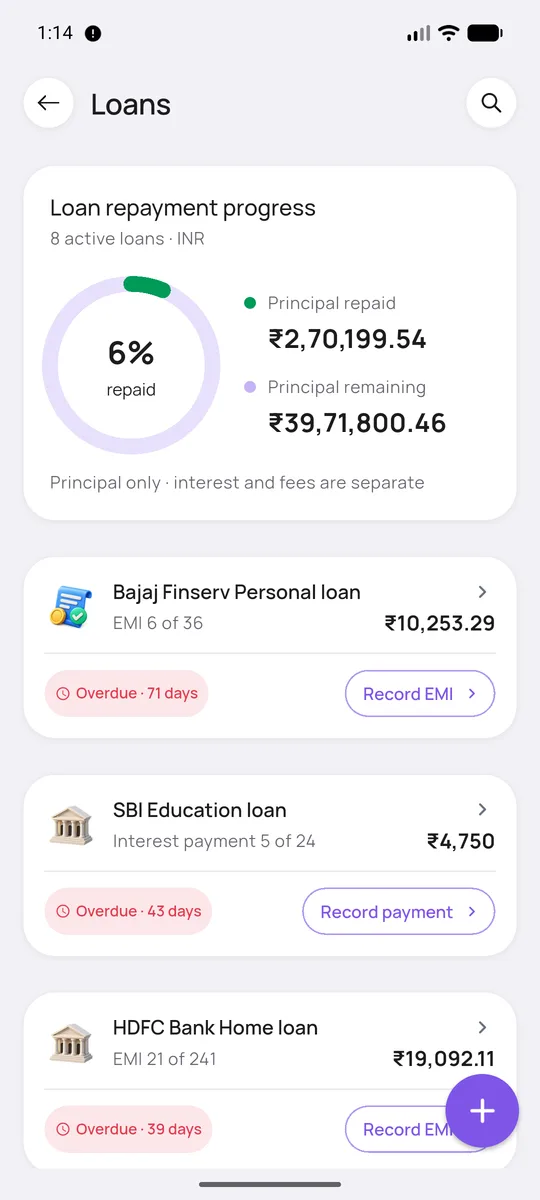 1:14
Loans
Loan repayment progress
8 active loans · INR
6%
repaid
Principal repaid
₹2,70,199.54
Principal remaining
₹39,71,800.46
Principal only · interest and fees are separate
Bajaj Finserv Personal loan
EMI 6 of 36
₹10,253.29
Overdue · 71 days
Record EMI
SBI Education loan
Interest payment 5 of 24
₹4,750
Overdue · 43 days
Record payment
HDFC Bank Home loan
EMI 21 of 241
₹19,092.11
Overdue · 39 days
Record EMI